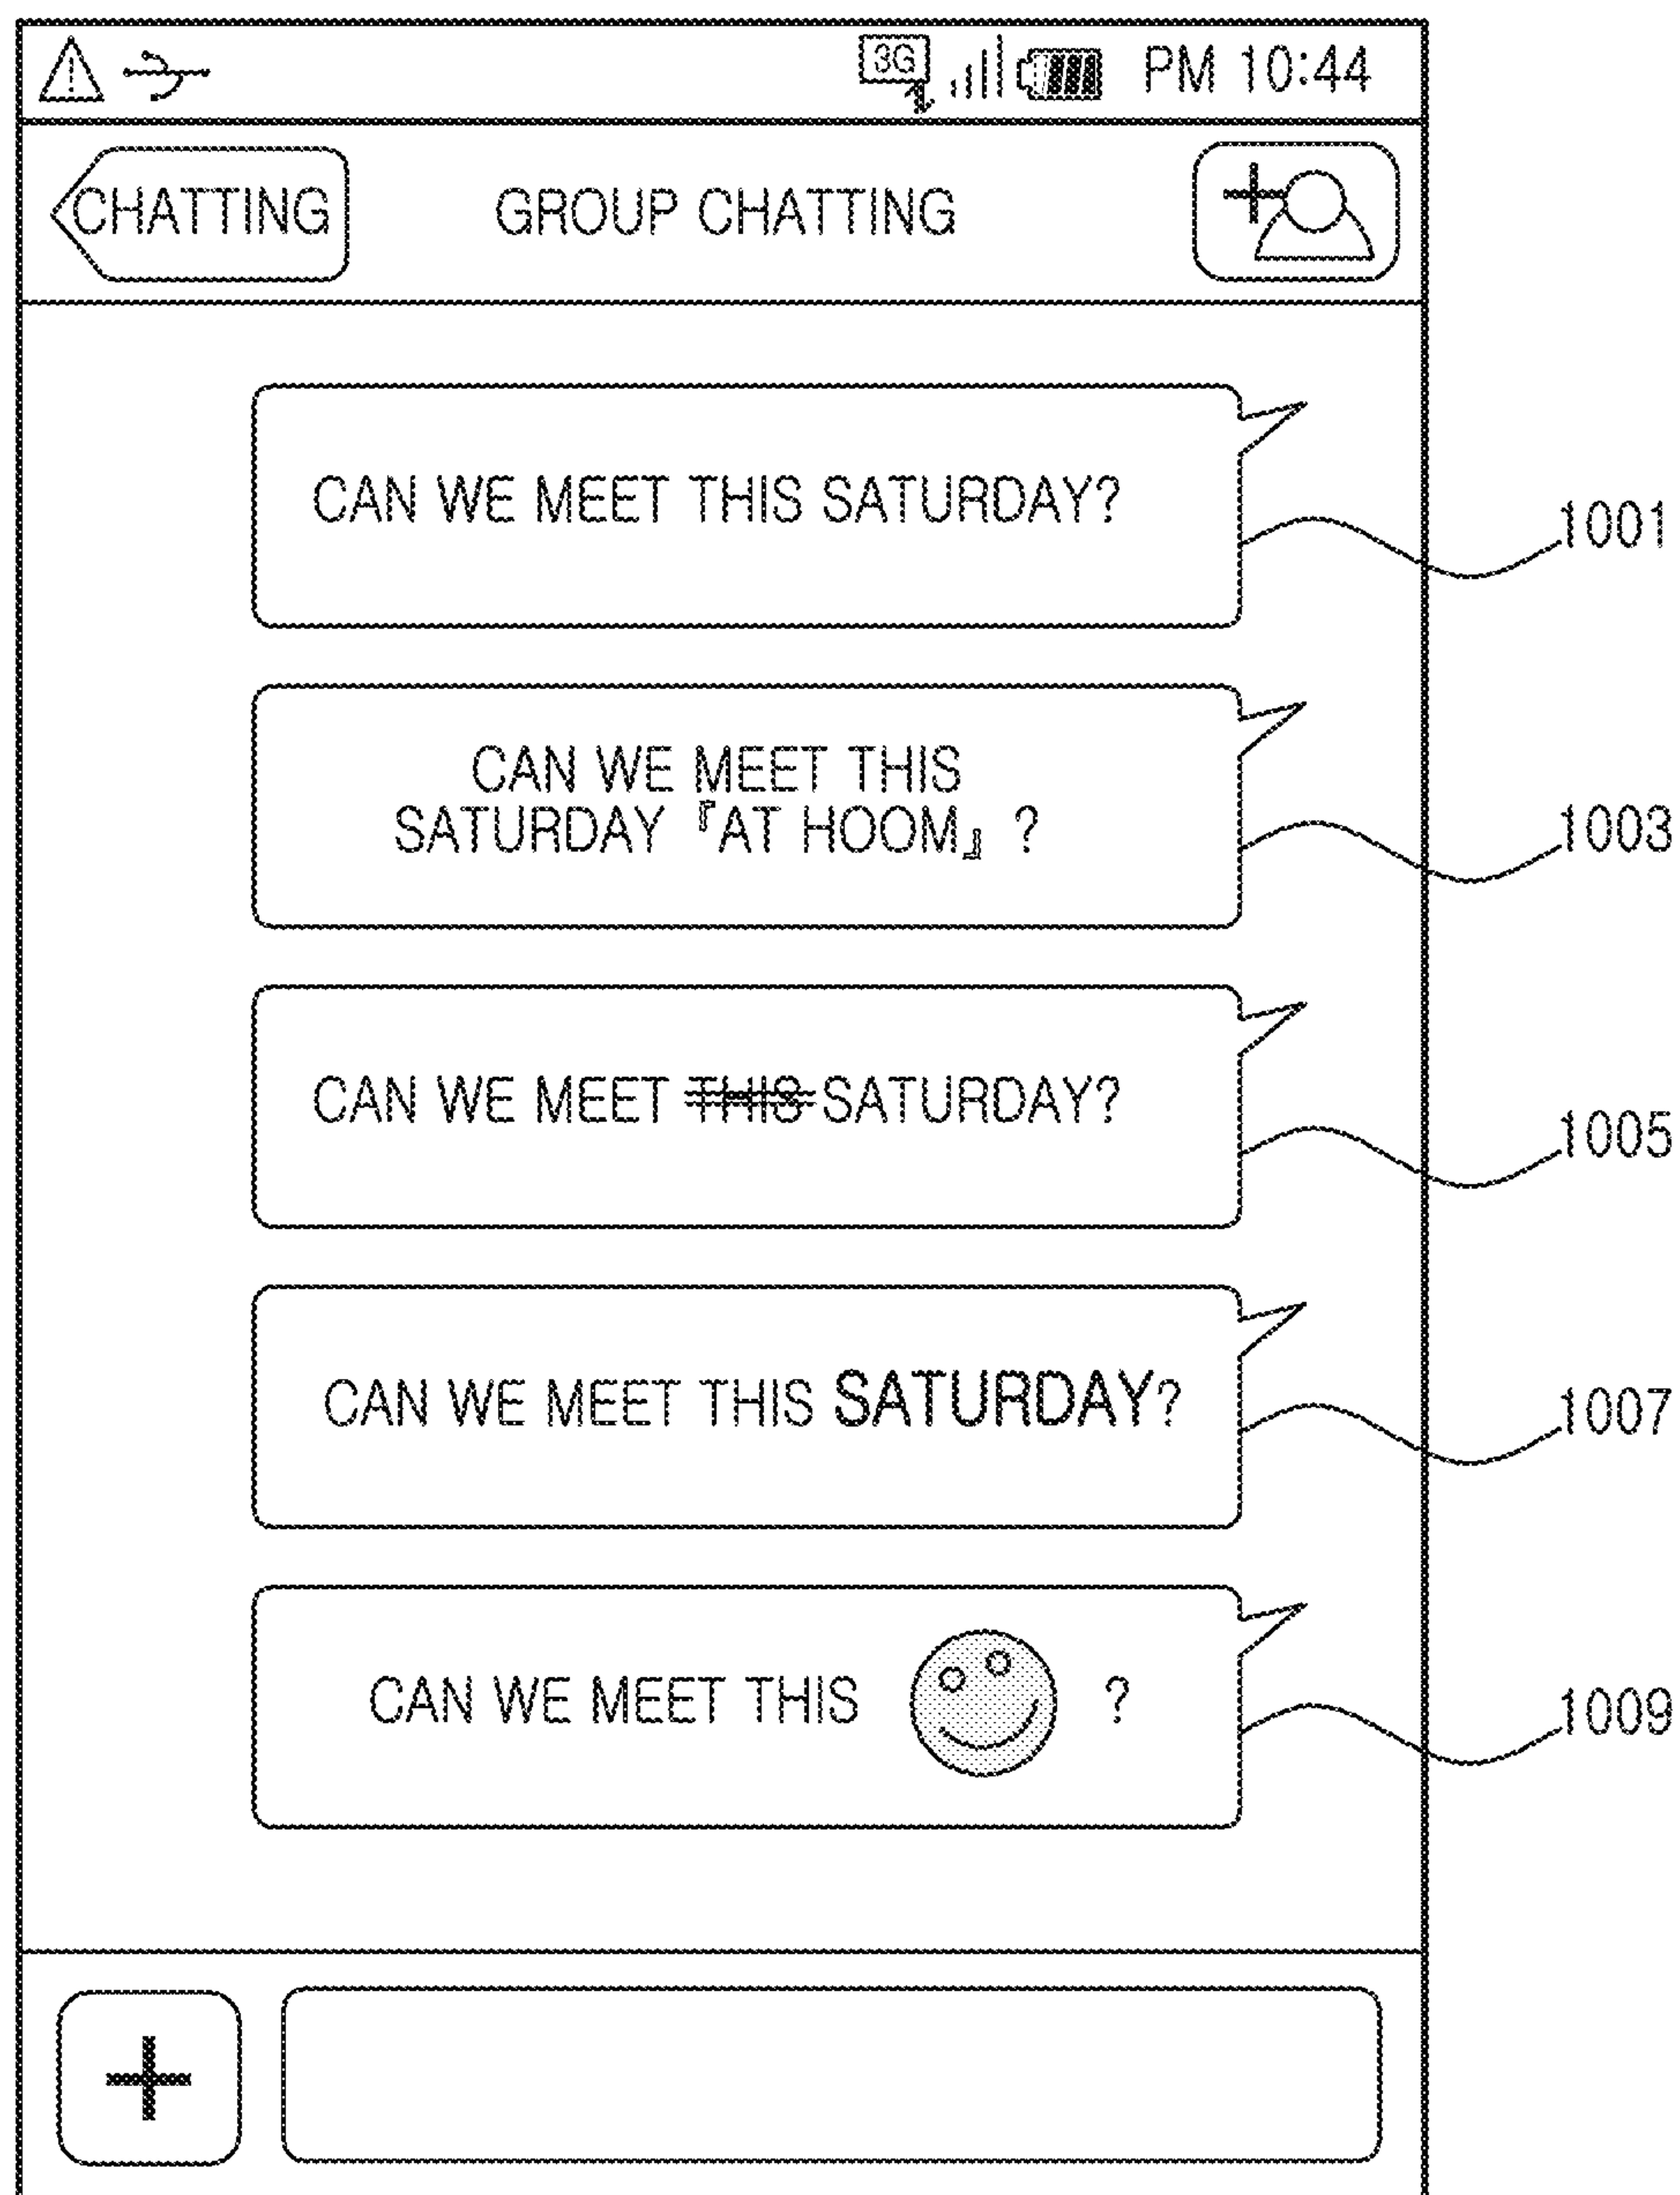 3G PM 10:44
CHATTING GROUP CHATTING
CAN WE MEET THIS SATURDAY?
1001
CAN WE MEET THIS
SATURDAY『AT HOOM』?
1003
CAN WE MEET THIS SATURDAY?
1005
CAN WE MEET THIS SATURDAY?
1007
CAN WE MEET THIS ?
1009